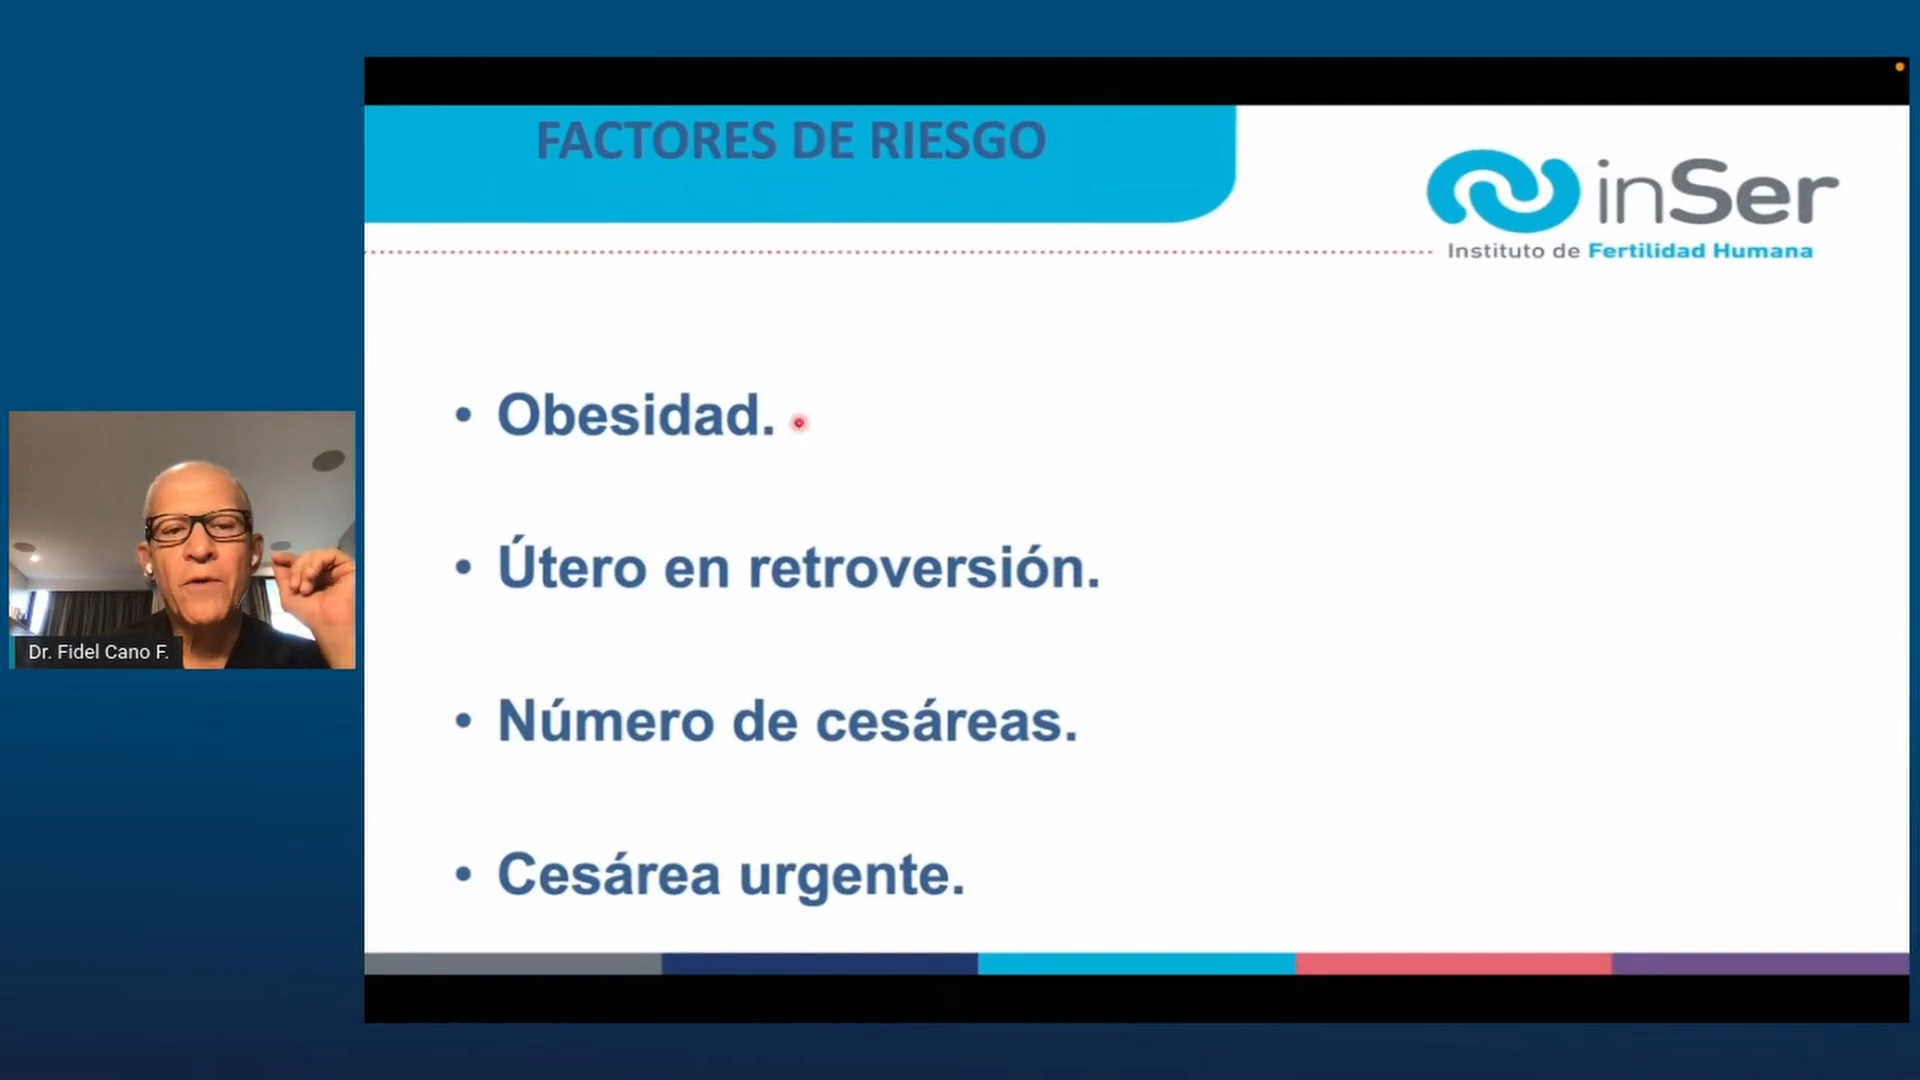 FACTORES DE RIESGO
inSer
Instituto de Fertilidad Humana
• Obesidad.
• Útero en retroversión.
• Número de cesáreas.
• Cesárea urgente.
Dr. Fidel Cano F.